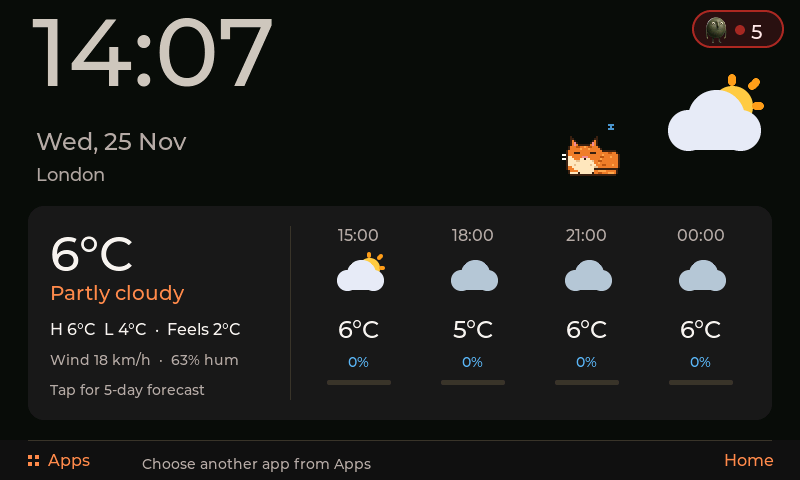 14:07
5
Wed, 25 Nov
London
6°C
Partly cloudy
H 6°C L 4°C · Feels 2°C
Wind 18 km/h · 63% hum
Tap for 5-day forecast
15:00 18:00 21:00 00:00
6°C 5°C 6°C 6°C
0% 0% 0% 0%
Apps
Choose another app from Apps
Home